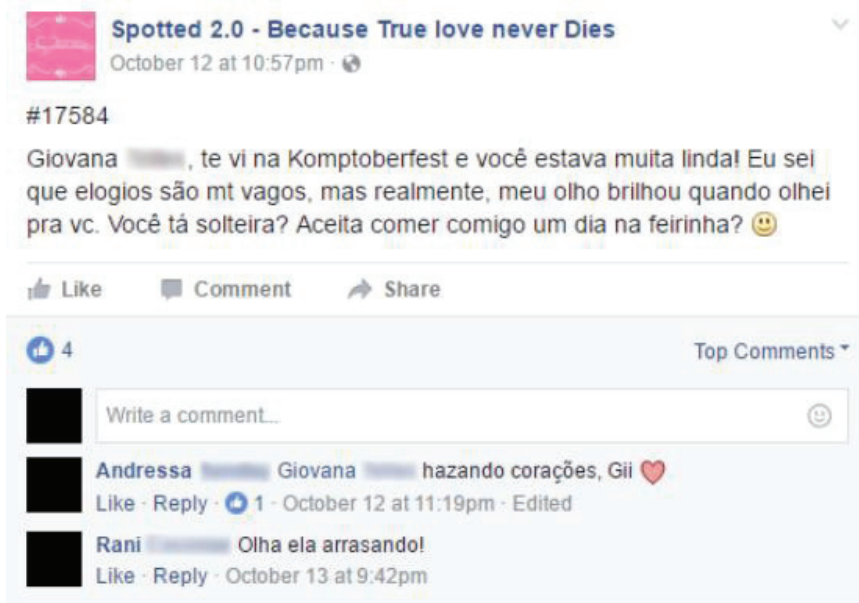 Spotted 2.0 - Because True love never Dies
October 12 at 10:57pm ·
#17584
Giovana , te vi na Komptoberfest e você estava muita linda! Eu sei
que elogios são mt vagos, mas realmente, meu olho brilhou quando olhei
pra vc. Você tá solteira? Aceita comer comigo um dia na feirinha? 🙂
Like Comment Share
4 Top Comments
Write a comment...
Andressa Giovana hazando corações, Gii ❤
Like · Reply · 1 · October 12 at 11:19pm · Edited
Rani Olha ela arrasando!
Like · Reply · October 13 at 9:42pm